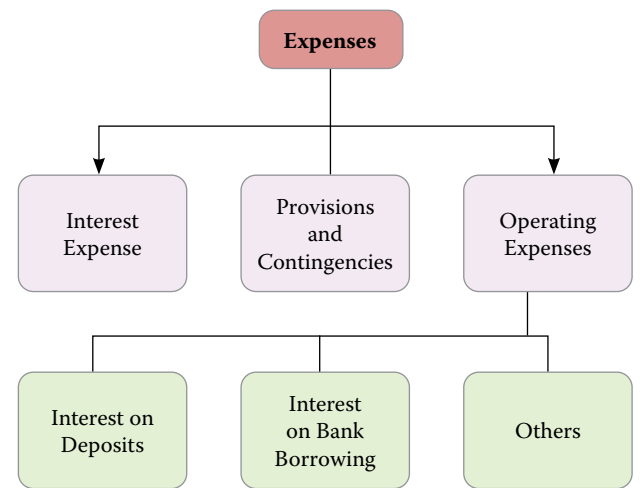 Expenses
Interest
Expense
Provisions
and
Contingencies
Operating
Expenses
Interest on
Deposits
Interest
on Bank
Borrowing
Others